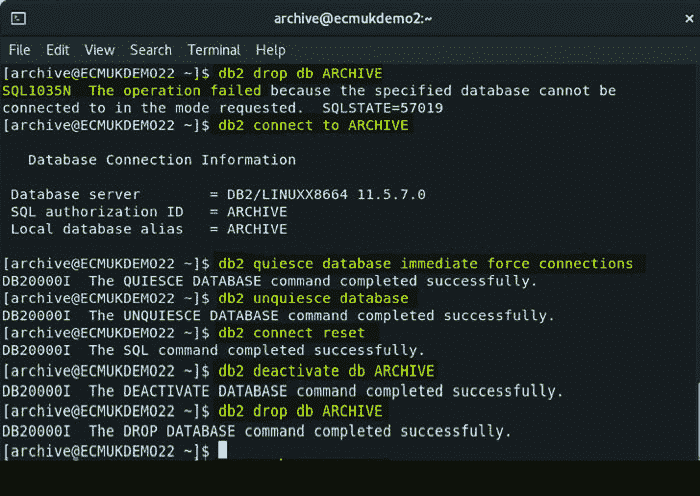 archive@ecmukdemo2:~
File Edit View Search Terminal Help
[archive@ECMUKDEMO22 ~]$ db2 drop db ARCHIVE
SQL1035N  The operation failed because the specified database cannot be
connected to in the mode requested.  SQLSTATE=57019
[archive@ECMUKDEMO22 ~]$ db2 connect to ARCHIVE
Database Connection Information
Database server        = DB2/LINUXX8664 11.5.7.0
SQL authorization ID   = ARCHIVE
Local database alias   = ARCHIVE
[archive@ECMUKDEMO22 ~]$ db2 quiesce database immediate force connections
DB20000I  The QUIESCE DATABASE command completed successfully.
[archive@ECMUKDEMO22 ~]$ db2 unquiesce database
DB20000I  The UNQUIESCE DATABASE command completed successfully.
[archive@ECMUKDEMO22 ~]$ db2 connect reset
DB20000I  The SQL command completed successfully.
[archive@ECMUKDEMO22 ~]$ db2 deactivate db ARCHIVE
DB20000I  The DEACTIVATE DATABASE command completed successfully.
[archive@ECMUKDEMO22 ~]$ db2 drop db ARCHIVE
DB20000I  The DROP DATABASE command completed successfully.
[archive@ECMUKDEMO22 ~]$